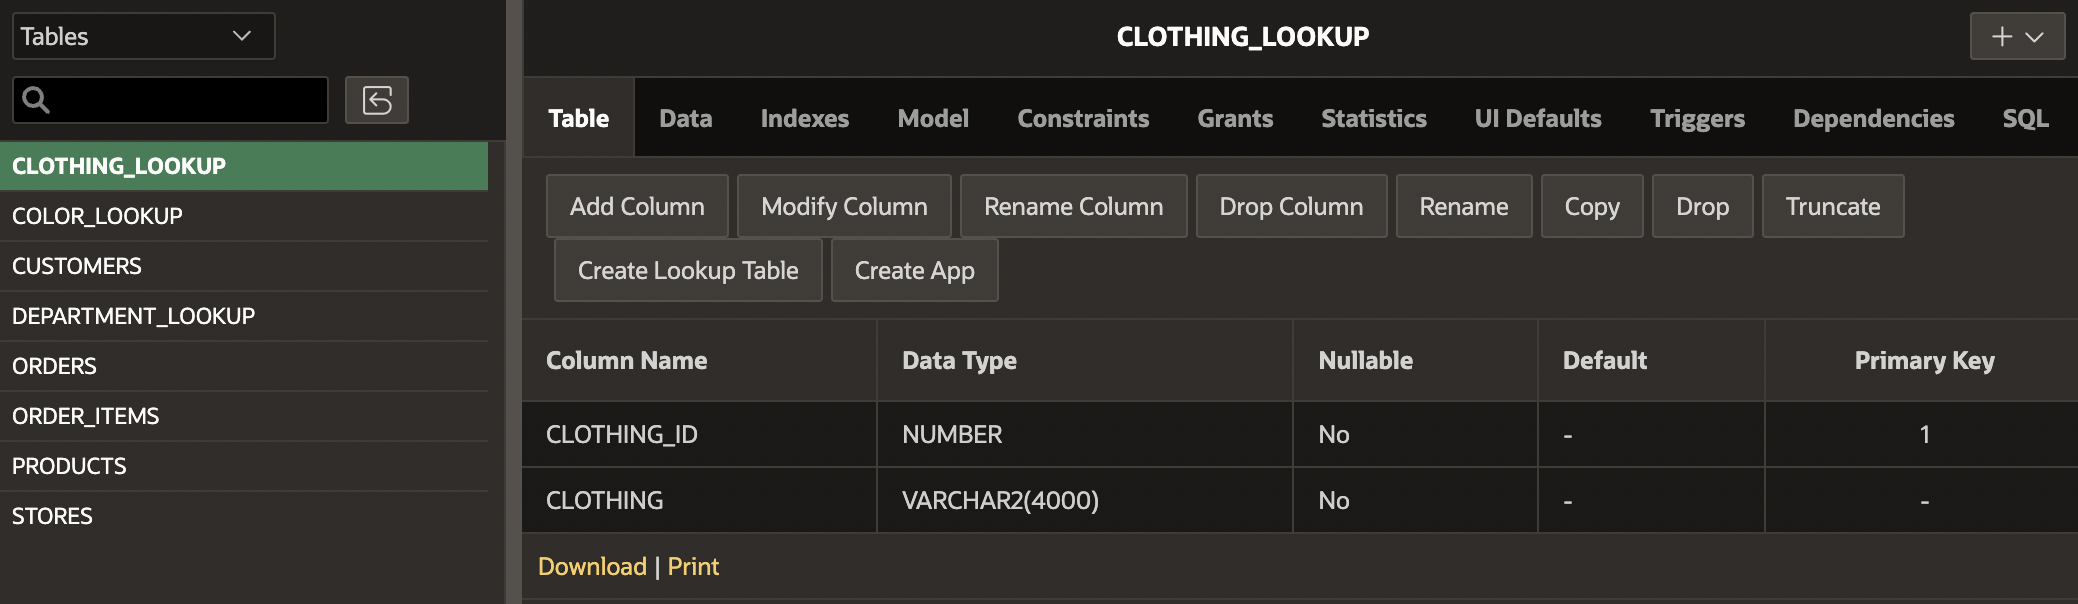 Tables
CLOTHING_LOOKUP
COLOR_LOOKUP
CUSTOMERS
DEPARTMENT_LOOKUP
ORDERS
ORDER_ITEMS
PRODUCTS
STORES
CLOTHING_LOOKUP
Table Data Indexes Model Constraints Grants Statistics UI Defaults Triggers Dependencies SQL
Add Column Modify Column Rename Column Drop Column Rename Copy Drop Truncate
Create Lookup Table Create App
Column Name Data Type Nullable Default Primary Key
CLOTHING_ID NUMBER No - 1
CLOTHING VARCHAR2(4000) No - -
Download | Print